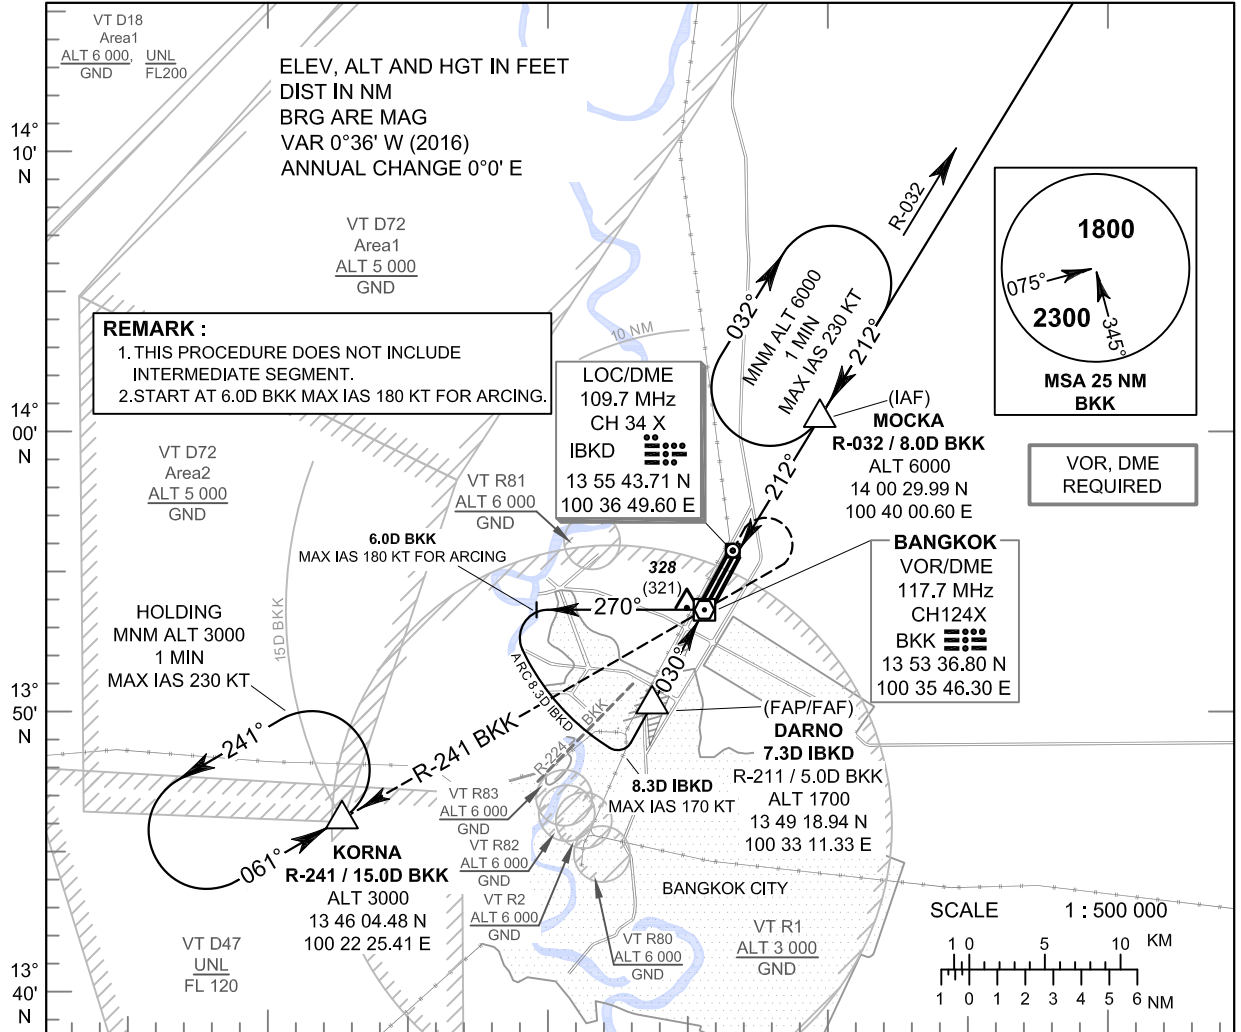 VT D18
Area1
ALT 6 000, UNL
GND FL200
ELEV, ALT AND HGT IN FEET
DIST IN NM
BRG ARE MAG
VAR 0°36' W (2016)
ANNUAL CHANGE 0°0' E
14°
10'
N
VT D72
Area1
ALT 5 000
GND
R-032
1800
075°
2300
345°
MSA 25 NM
BKK
032°
MNM ALT 6000
1 MIN
MAX IAS 230 KT
212°
REMARK :
1. THIS PROCEDURE DOES NOT INCLUDE
INTERMEDIATE SEGMENT.
2.START AT 6.0D BKK MAX IAS 180 KT FOR ARCING.
10 NM
LOC/DME
109.7 MHz
CH 34 X
IBKD
13 55 43.71 N
100 36 49.60 E
(IAF)
MOCKA
R-032 / 8.0D BKK
ALT 6000
14 00 29.99 N
100 40 00.60 E
14°
00'
N
VOR, DME
REQUIRED
212°
VT D72
Area2
ALT 5 000
GND
VT R81
ALT 6 000
GND
6.0D BKK
MAX IAS 180 KT FOR ARCING
328
(321)
BANGKOK
VOR/DME
117.7 MHz
CH124X
BKK
13 53 36.80 N
100 35 46.30 E
270°
HOLDING
MNM ALT 3000
1 MIN
MAX IAS 230 KT
15 D BKK
030°
ARC 8.3D IBKD
13°
50'
N
241°
R-241 BKK
R-224 BKK
(FAP/FAF)
DARNO
7.3D IBKD
R-211 / 5.0D BKK
ALT 1700
13 49 18.94 N
100 33 11.33 E
8.3D IBKD
MAX IAS 170 KT
VT R83
ALT 6 000
GND
VT R82
ALT 6 000
GND
VT R2
ALT 6 000
GND
061°
KORNA
R-241 / 15.0D BKK
ALT 3000
13 46 04.48 N
100 22 25.41 E
BANGKOK CITY
VT R80
ALT 6 000
GND
VT R1
ALT 3 000
GND
VT D47
UNL
FL 120
13°
40'
N
SCALE 1 : 500 000
1 0 5 10 KM
1 0 1 2 3 4 5 6 NM